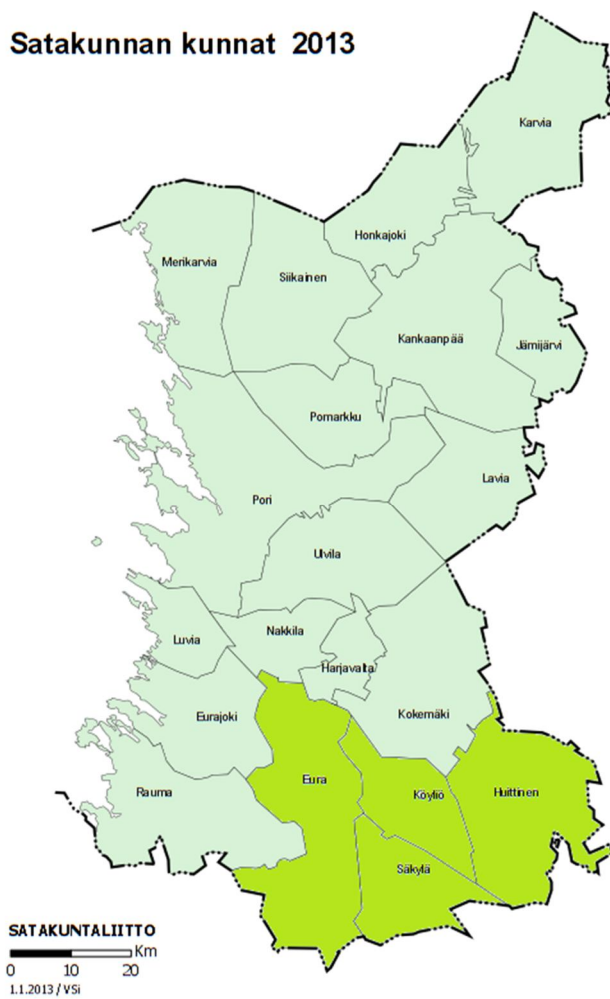 Satakunnan kunnat 2013
Karvia
Honkajoki
Merikarvia
Siikainen
Kankaanpää
Jämijärvi
Pomarkku
Lavia
Pori
Ulvila
Nakkila
Luvia
Harjavalta
Eurajoki
Kokemäki
Eura
Rauma
Köyliö
Huittinen
Säkylä
SATAKUNTALIITTO
Km
0 10 20
1.1.2013 / VSi